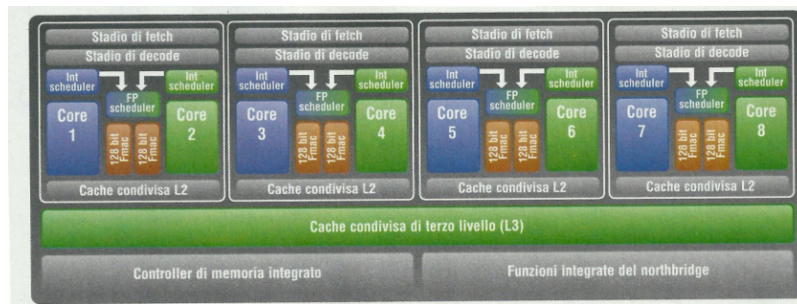 Stadio di fetch
Stadio di decode
Int scheduler
Int scheduler
FP scheduler
Core 1
128 bit Fmac
128 bit Fmac
Core 2
Cache condivisa L2
Stadio di fetch
Stadio di decode
Int scheduler
Int scheduler
FP scheduler
Core 3
128 bit Fmac
128 bit Fmac
Core 4
Cache condivisa L2
Stadio di fetch
Stadio di decode
Int scheduler
Int scheduler
FP scheduler
Core 5
128 bit Fmac
128 bit Fmac
Core 6
Cache condivisa L2
Stadio di fetch
Stadio di decode
Int scheduler
Int scheduler
FP scheduler
Core 7
128 bit Fmac
128 bit Fmac
Core 8
Cache condivisa L2
Cache condivisa di terzo livello (L3)
Controller di memoria integrato
Funzioni integrate del northbridge